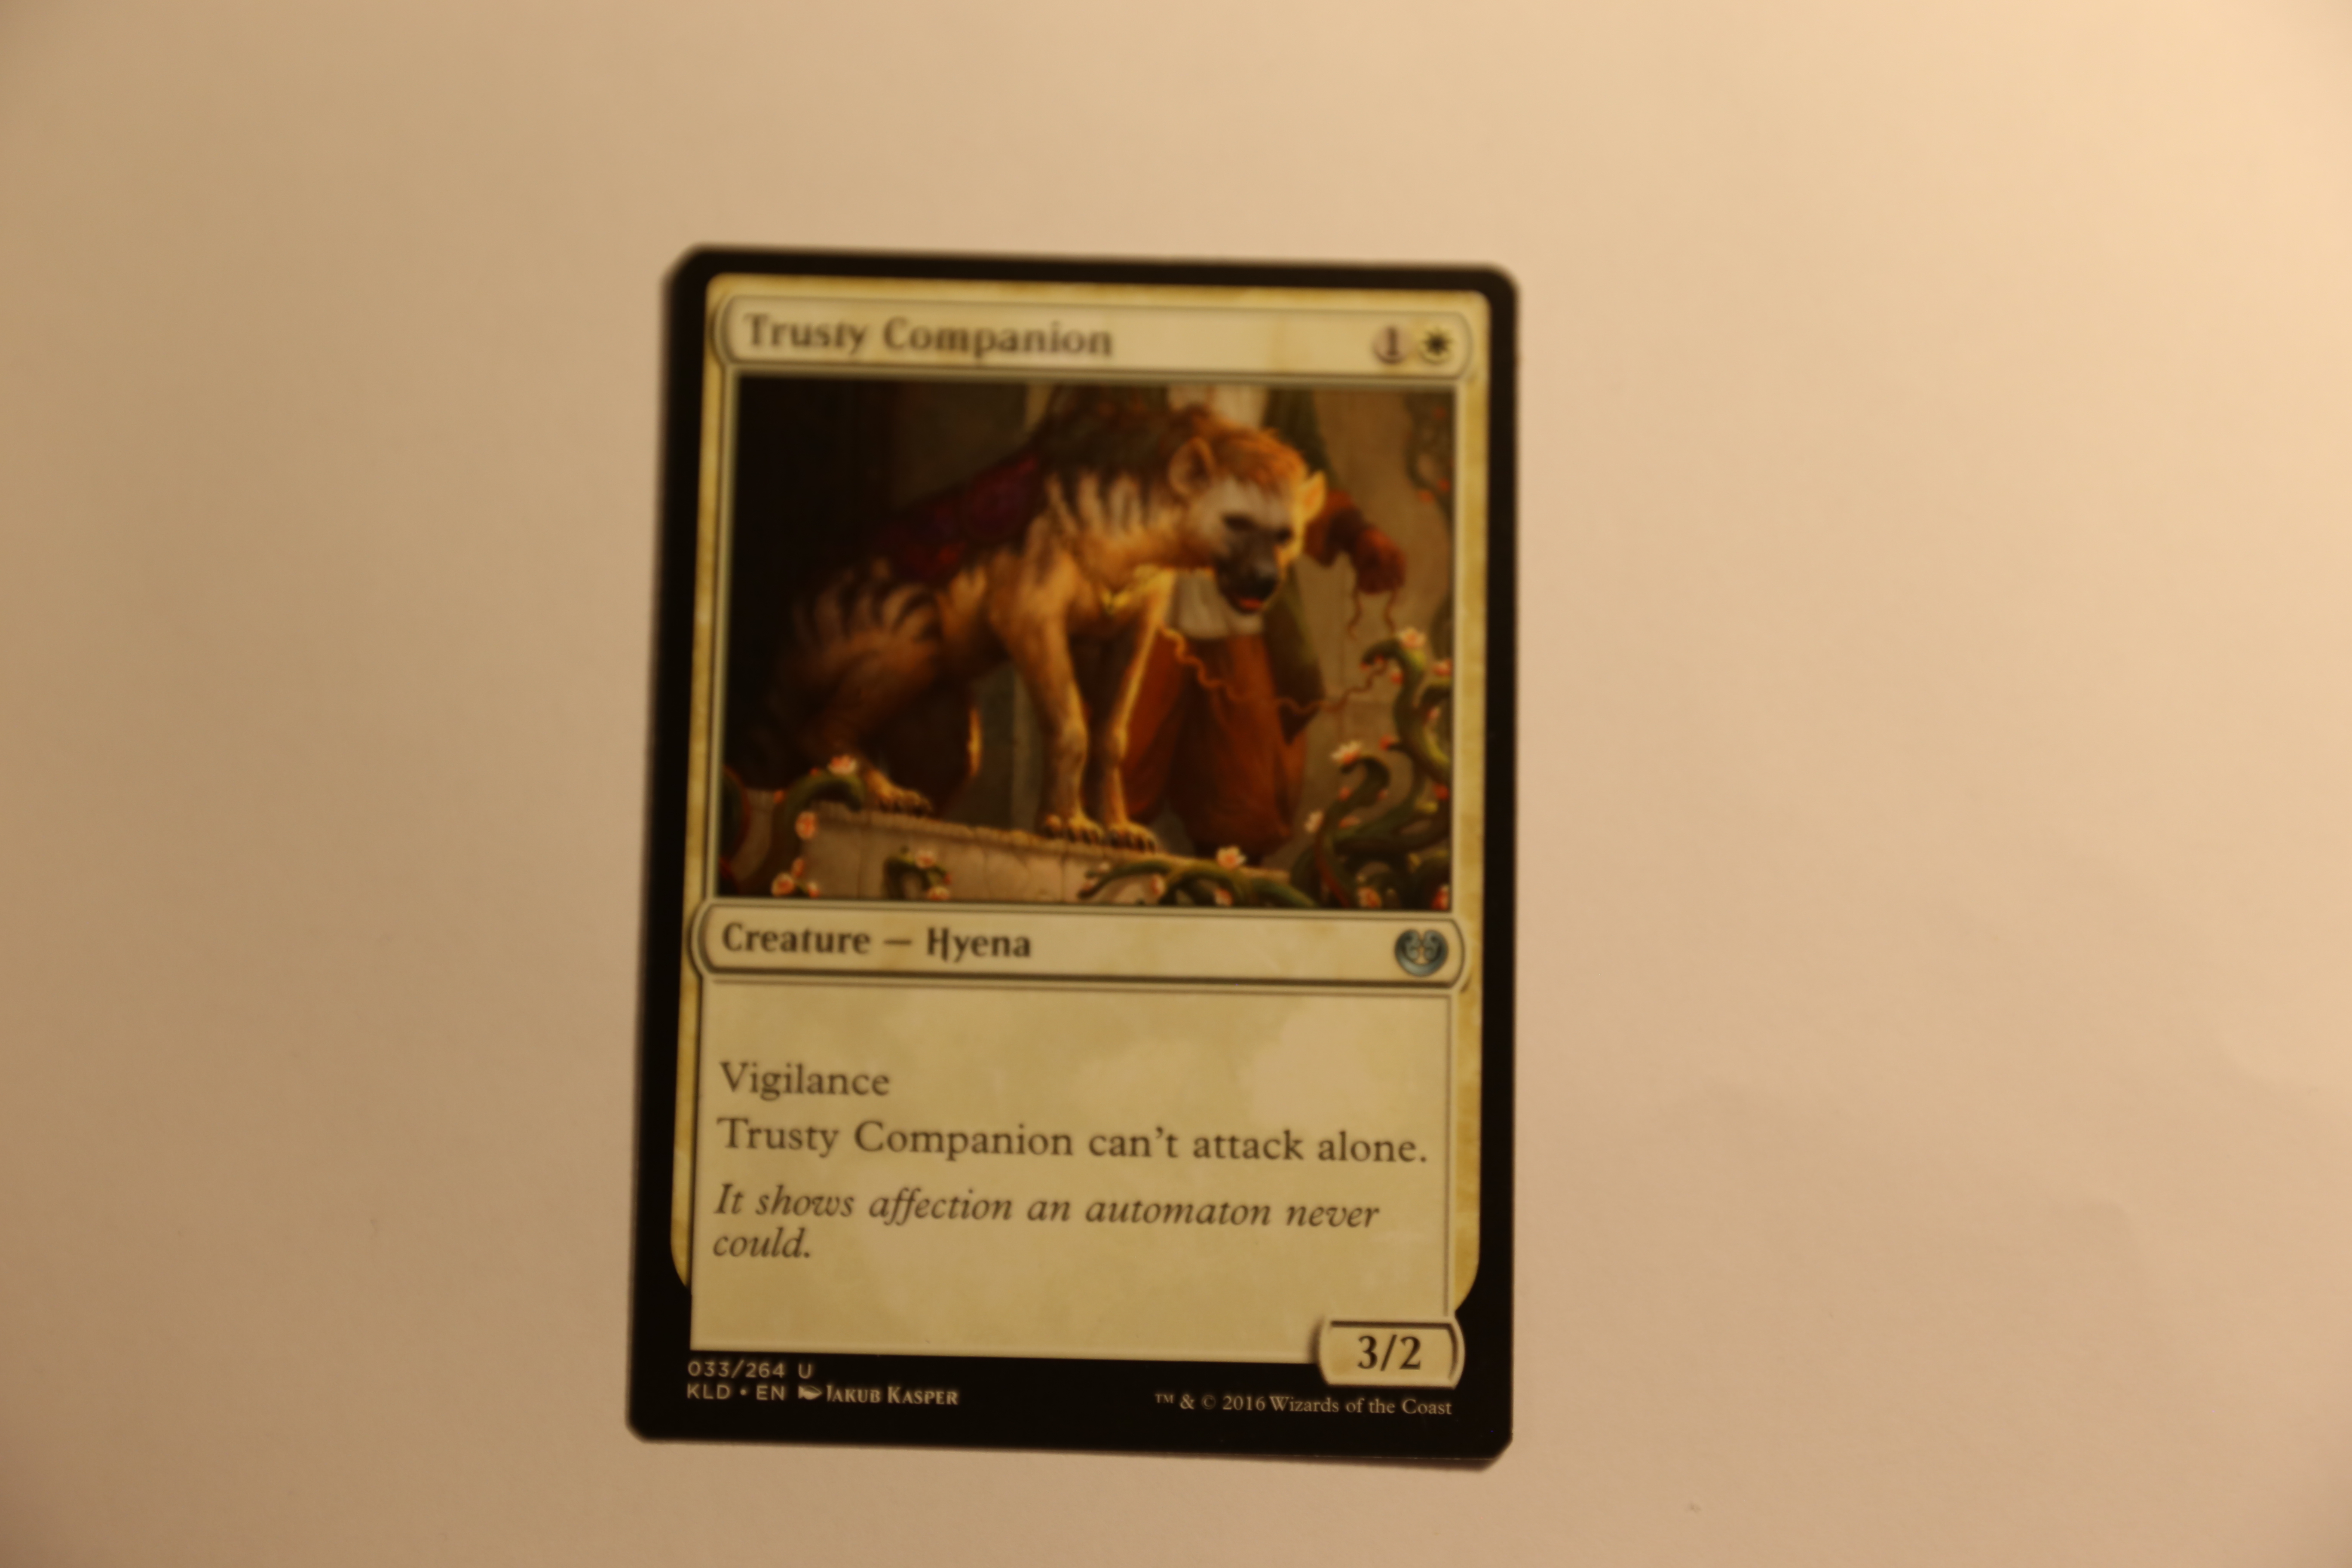 Trusty Companion 1
Creature — Hyena
Vigilance
Trusty Companion can't attack alone.
It shows affection an automaton never
could.
3/2
033/264 U
KLD • EN Jakub Kasper
™ & © 2016 Wizards of the Coast